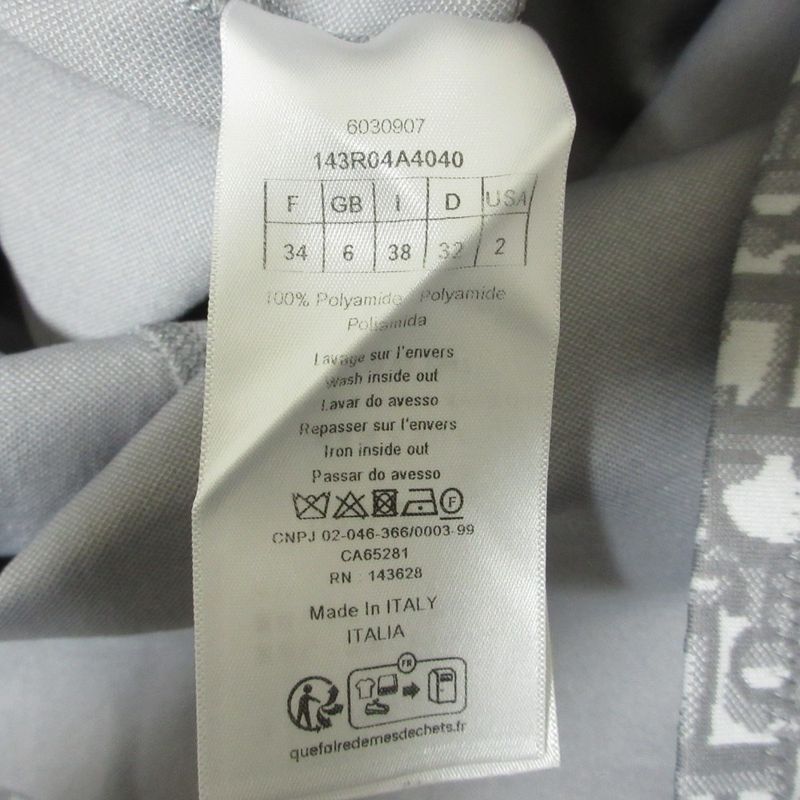 6030907
143R04A4040
F GB I D USA
34 6 38 32 2
100% Polyamide - Polyamide
Poliamida
Lavage sur l'envers
Wash inside out
Lavar do avesso
Repasser sur l'envers
Iron inside out
Passar do avesso
F
CNPJ 02-046-366/0003-99
CA65281
RN : 143628
Made In ITALY
ITALIA
FR
quefairedemesdechets.fr